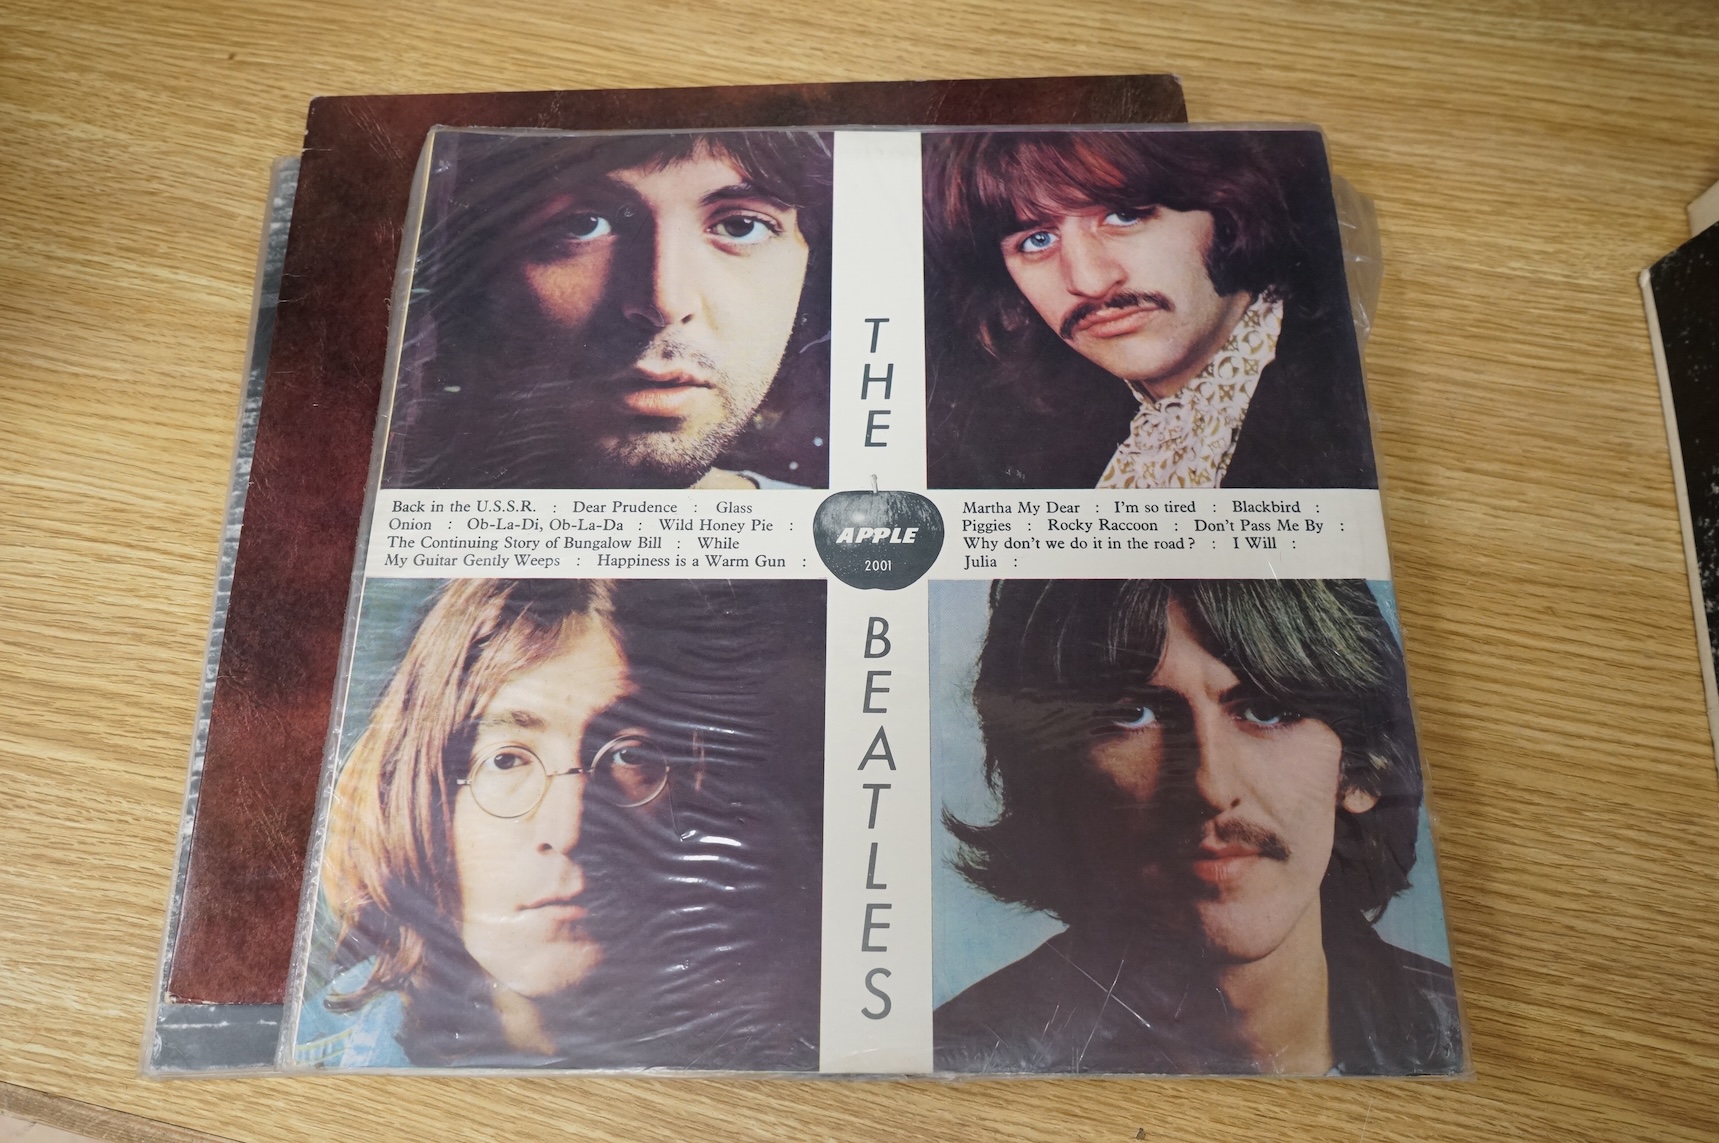 THE
Back in the U.S.S.R. : Dear Prudence : Glass
Onion : Ob-La-Di, Ob-La-Da : Wild Honey Pie :
The Continuing Story of Bungalow Bill : While
My Guitar Gently Weeps : Happiness is a Warm Gun :
APPLE
2001
Martha My Dear : I'm so tired : Blackbird :
Piggies : Rocky Raccoon : Don't Pass Me By :
Why don't we do it in the road? : I Will :
Julia :
BEATLES